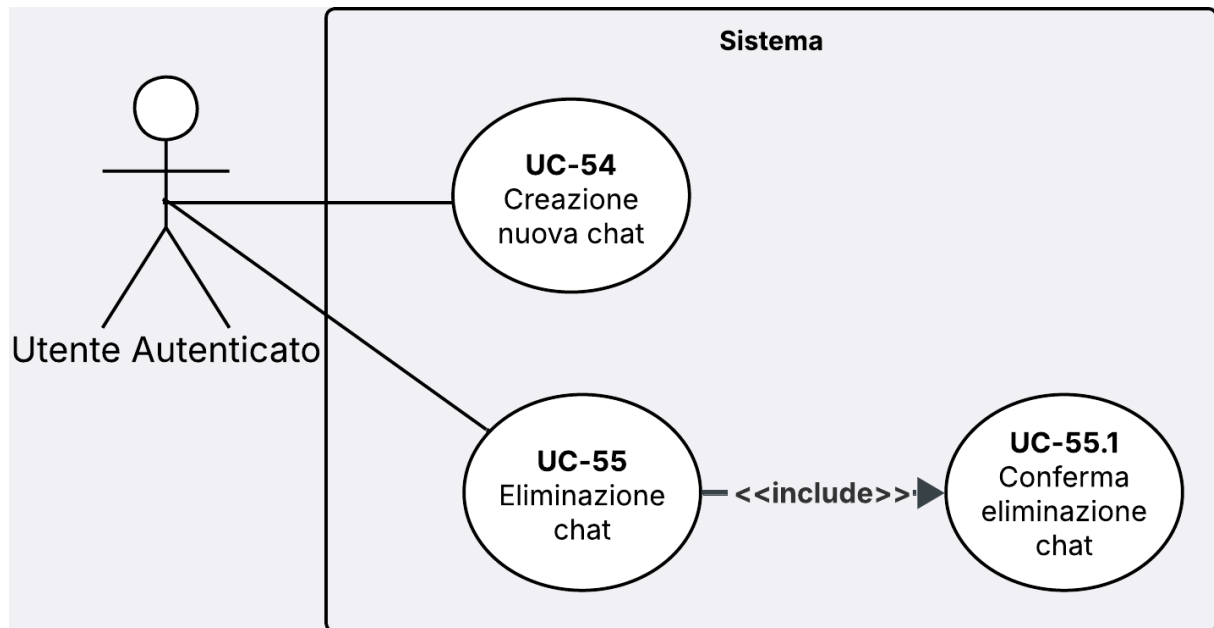 Sistema
UC-54
Creazione
nuova chat
Utente Autenticato
UC-55
Eliminazione
chat
<<include>>
UC-55.1
Conferma
eliminazione
chat